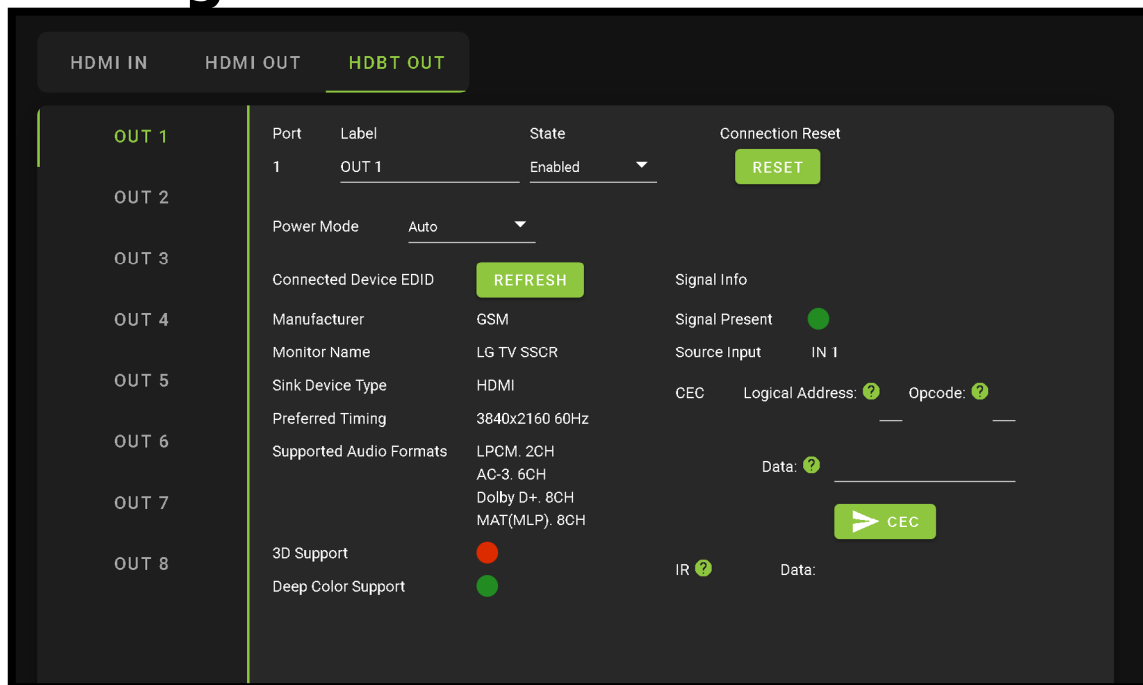 HDMI IN HDMI OUT HDBT OUT
OUT 1
OUT 2
OUT 3
OUT 4
OUT 5
OUT 6
OUT 7
OUT 8
Port Label State Connection Reset
1 OUT 1 Enabled RESET
Power Mode Auto
Connected Device EDID REFRESH
Manufacturer GSM
Monitor Name LG TV SSCR
Sink Device Type HDMI
Preferred Timing 3840x2160 60Hz
Supported Audio Formats LPCM. 2CH
AC-3. 6CH
Dolby D+. 8CH
MAT(MLP). 8CH
3D Support
Deep Color Support
Signal Info
Signal Present
Source Input IN 1
CEC Logical Address: ? Opcode: ?
Data: ?
CEC
IR ? Data: